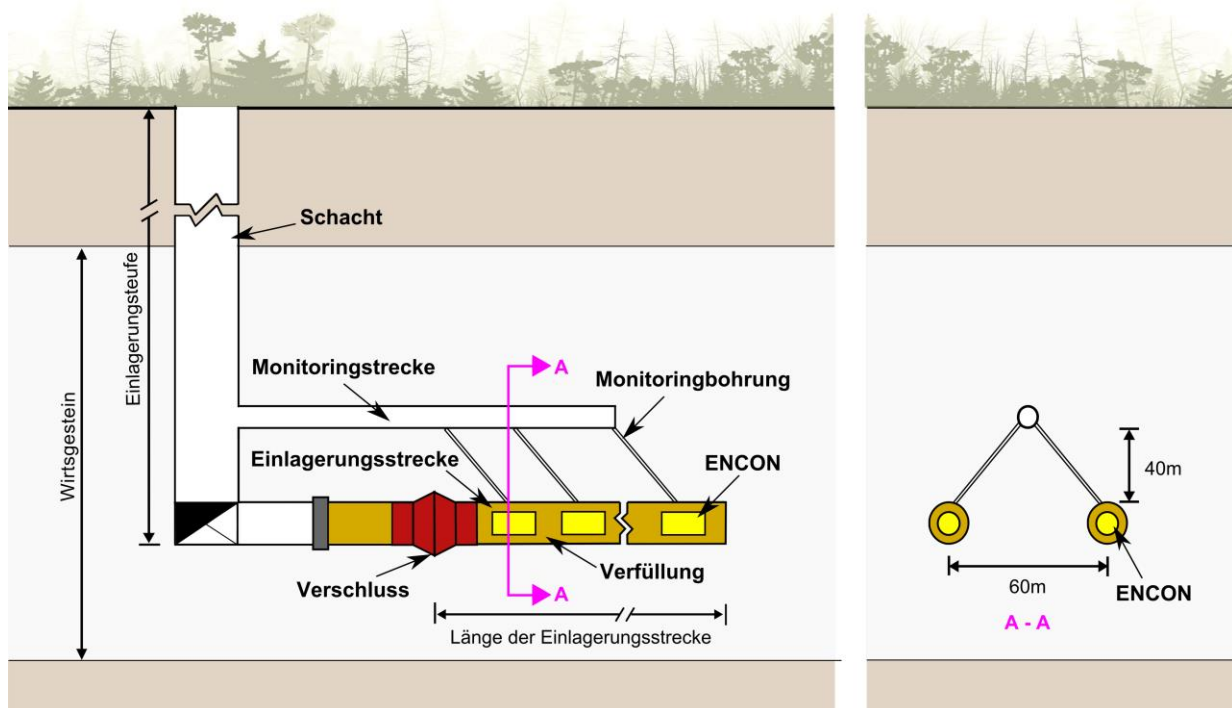 Schacht
Einlagerungsteufe
Wirtsgestein
Monitoringstrecke
A
Monitoringbohrung
Einlagerungsstrecke
ENCON
40m
Verschluss
Verfüllung
A
60m
ENCON
Länge der Einlagerungsstrecke
A - A